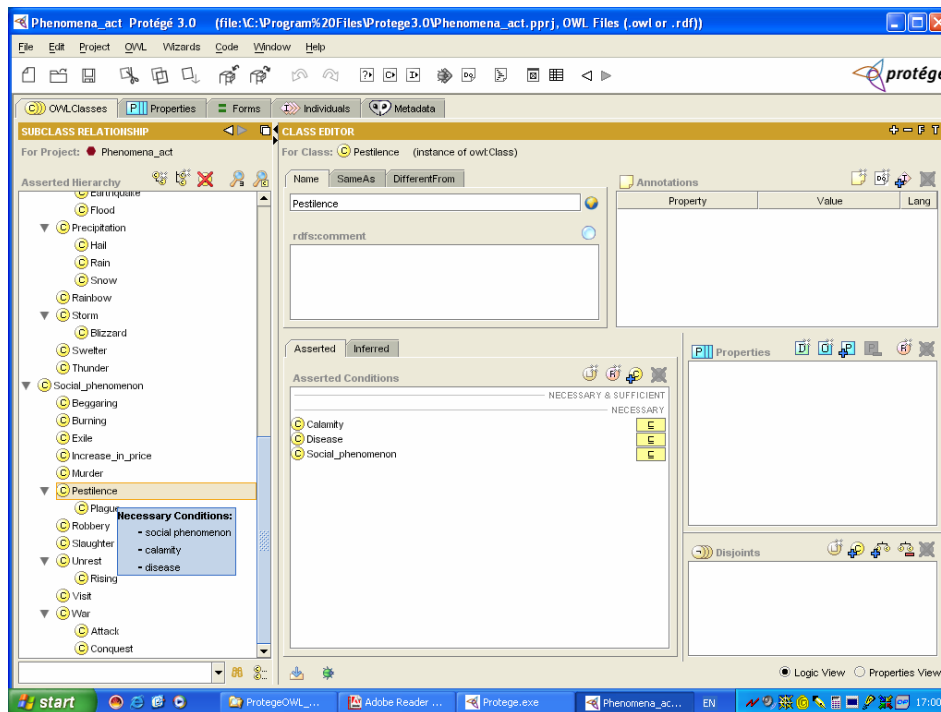 Phenomena_act Protégé 3.0 (file:\C:\Program%20Files\Protege3.0\Phenomena_act.pprj, OWL Files (.owl or .rdf))
File Edit Project OWL Wizards Code Window Help
protégé
OWLClasses Properties Forms Individuals Metadata
SUBCLASS RELATIONSHIP
For Project: Phenomena_act
Asserted Hierarchy
Earthquake
Flood
Precipitation
Hail
Rain
Snow
Rainbow
Storm
Blizzard
Swelter
Thunder
Social_phenomenon
Beggaring
Burning
Exile
Increase_in_price
Murder
Pestilence
Plague
Robbery
Slaughter
Unrest
Rising
Visit
War
Attack
Conquest
Necessary Conditions:
- social phenomenon
- calamity
- disease
CLASS EDITOR
F T
For Class: Pestilence (instance of owl:Class)
Name SameAs DifferentFrom
Pestilence
rdfs:comment
Annotations
Property Value Lang
Asserted Inferred
Asserted Conditions
NECESSARY & SUFFICIENT
NECESSARY
Calamity
Disease
Social_phenomenon
Properties
Disjoints
Logic View Properties View
start ProtegeOWL_... Adobe Reader ... Protege.exe Phenomena_ac... EN 17:00